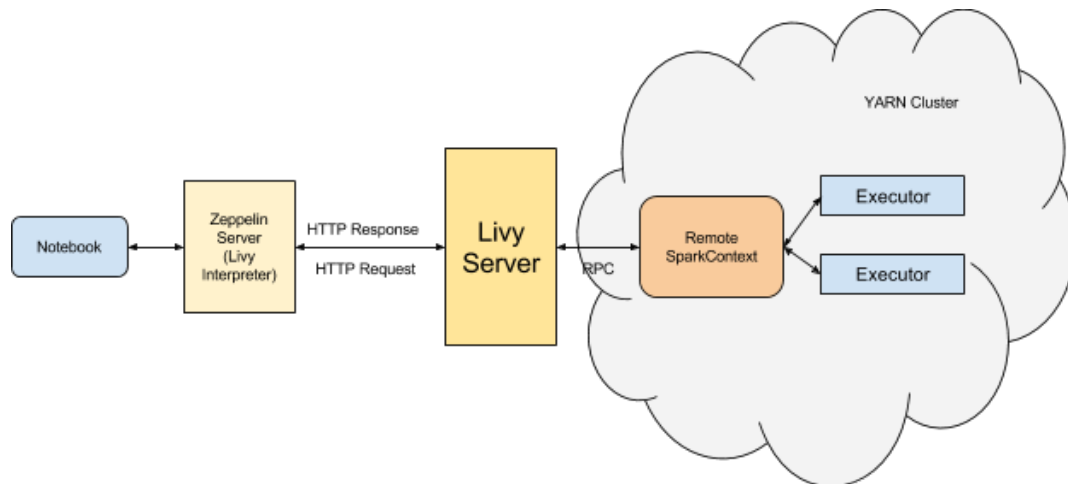 YARN Cluster
Notebook
Zeppelin
Server
(Livy
Interpreter)
HTTP Response
HTTP Request
Livy
Server
RPC
Remote
SparkContext
Executor
Executor